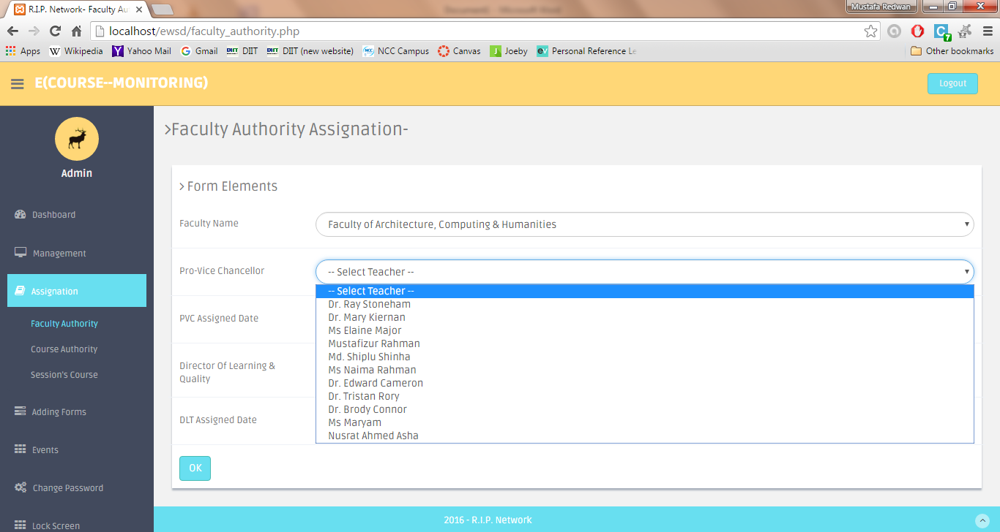 R.I.P. Network- Faculty Au
Mustafa Redwan
localhost/ewsd/faculty_authority.php
Apps Wikipedia Yahoo Mail Gmail DIIT DIIT (new website) NCC Campus Canvas Joeby Personal Reference Le Other bookmarks
E(COURSE--MONITORING)
Logout
Admin
Dashboard
Management
Assignation
Faculty Authority
Course Authority
Session's Course
Adding Forms
Events
Change Password
Lock Screen
>Faculty Authority Assignation-
> Form Elements
Faculty Name
Faculty of Architecture, Computing & Humanities
Pro-Vice Chancellor
-- Select Teacher --
-- Select Teacher --
Dr. Ray Stoneham
Dr. Mary Kiernan
Ms Elaine Major
Mustafizur Rahman
Md. Shiplu Shinha
Ms Naima Rahman
Dr. Edward Cameron
Dr. Tristan Rory
Dr. Brody Connor
Ms Maryam
Nusrat Ahmed Asha
PVC Assigned Date
Director Of Learning &
Quality
DLT Assigned Date
OK
2016 - R.I.P. Network